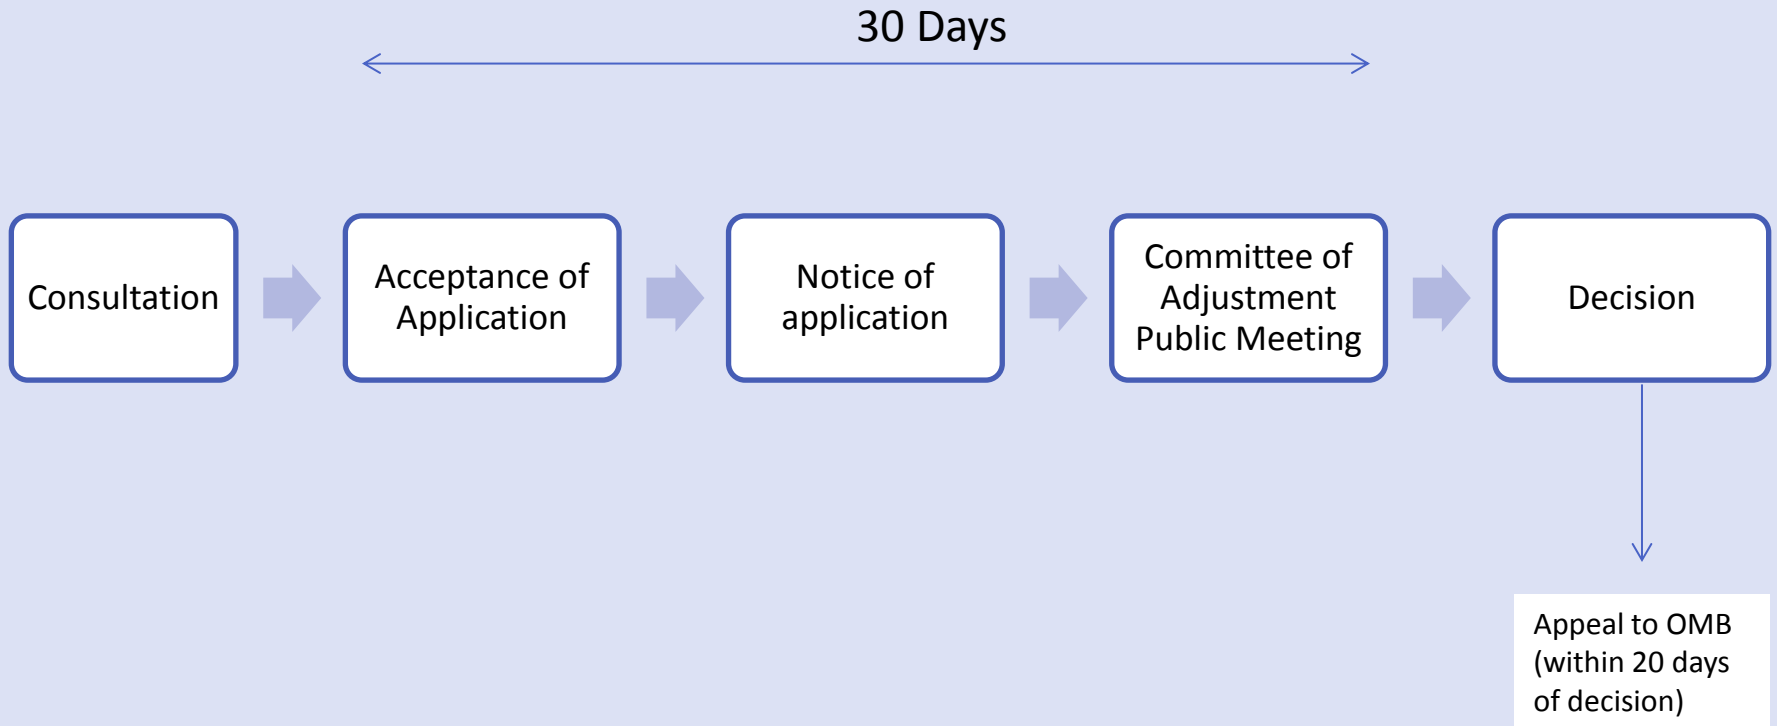 30 Days
Consultation
Acceptance of
Application
Notice of
application
Committee of
Adjustment
Public Meeting
Decision
Appeal to OMB
(within 20 days
of decision)